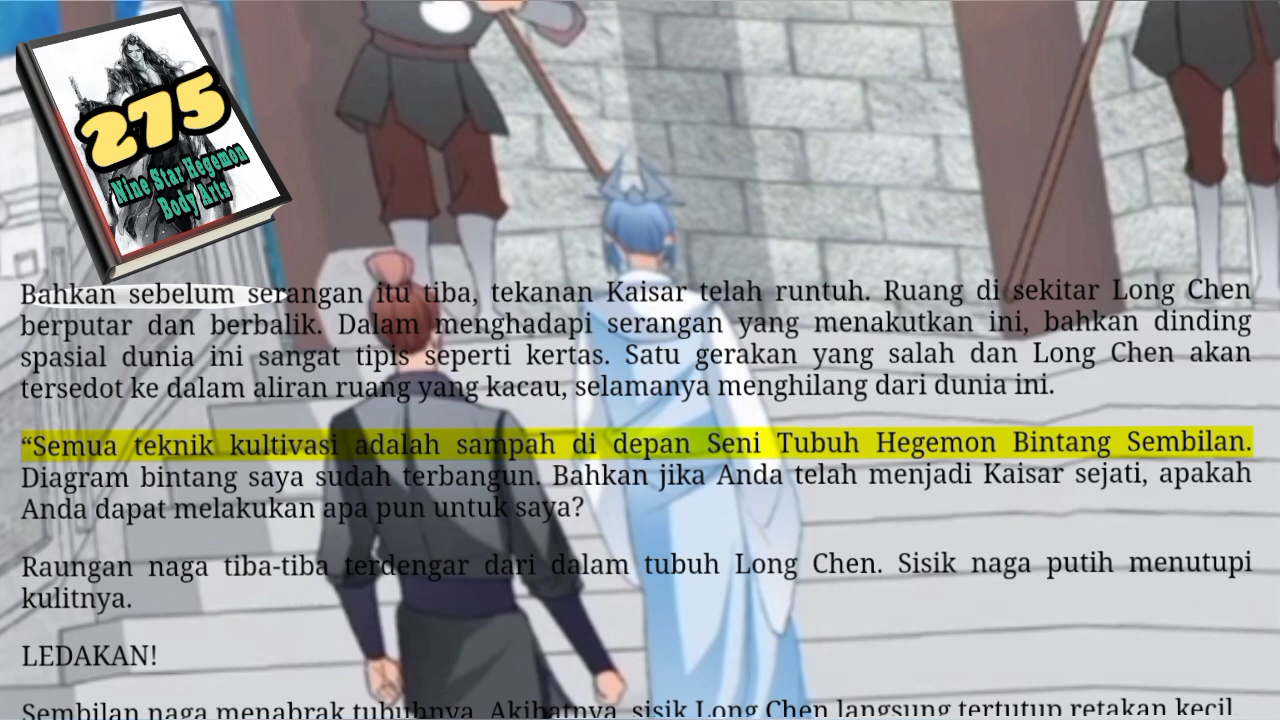 275
Nine Star Hegemon
Body Arts
Bahkan sebelum serangan itu tiba, tekanan Kaisar telah runtuh. Ruang di sekitar Long Chen
berputar dan berbalik. Dalam menghadapi serangan yang menakutkan ini, bahkan dinding
spasial dunia ini sangat tipis seperti kertas. Satu gerakan yang salah dan Long Chen akan
tersedot ke dalam aliran ruang yang kacau, selamanya menghilang dari dunia ini.
“Semua teknik kultivasi adalah sampah di depan Seni Tubuh Hegemon Bintang Sembilan.
Diagram bintang saya sudah terbangun. Bahkan jika Anda telah menjadi Kaisar sejati, apakah
Anda dapat melakukan apa pun untuk saya?
Raungan naga tiba-tiba terdengar dari dalam tubuh Long Chen. Sisik naga putih menutupi
kulitnya.
LEDAKAN!
Sembilan naga menabrak tubuhnya. Akibatnya, sisik Long Chen langsung tertutup retakan kecil.